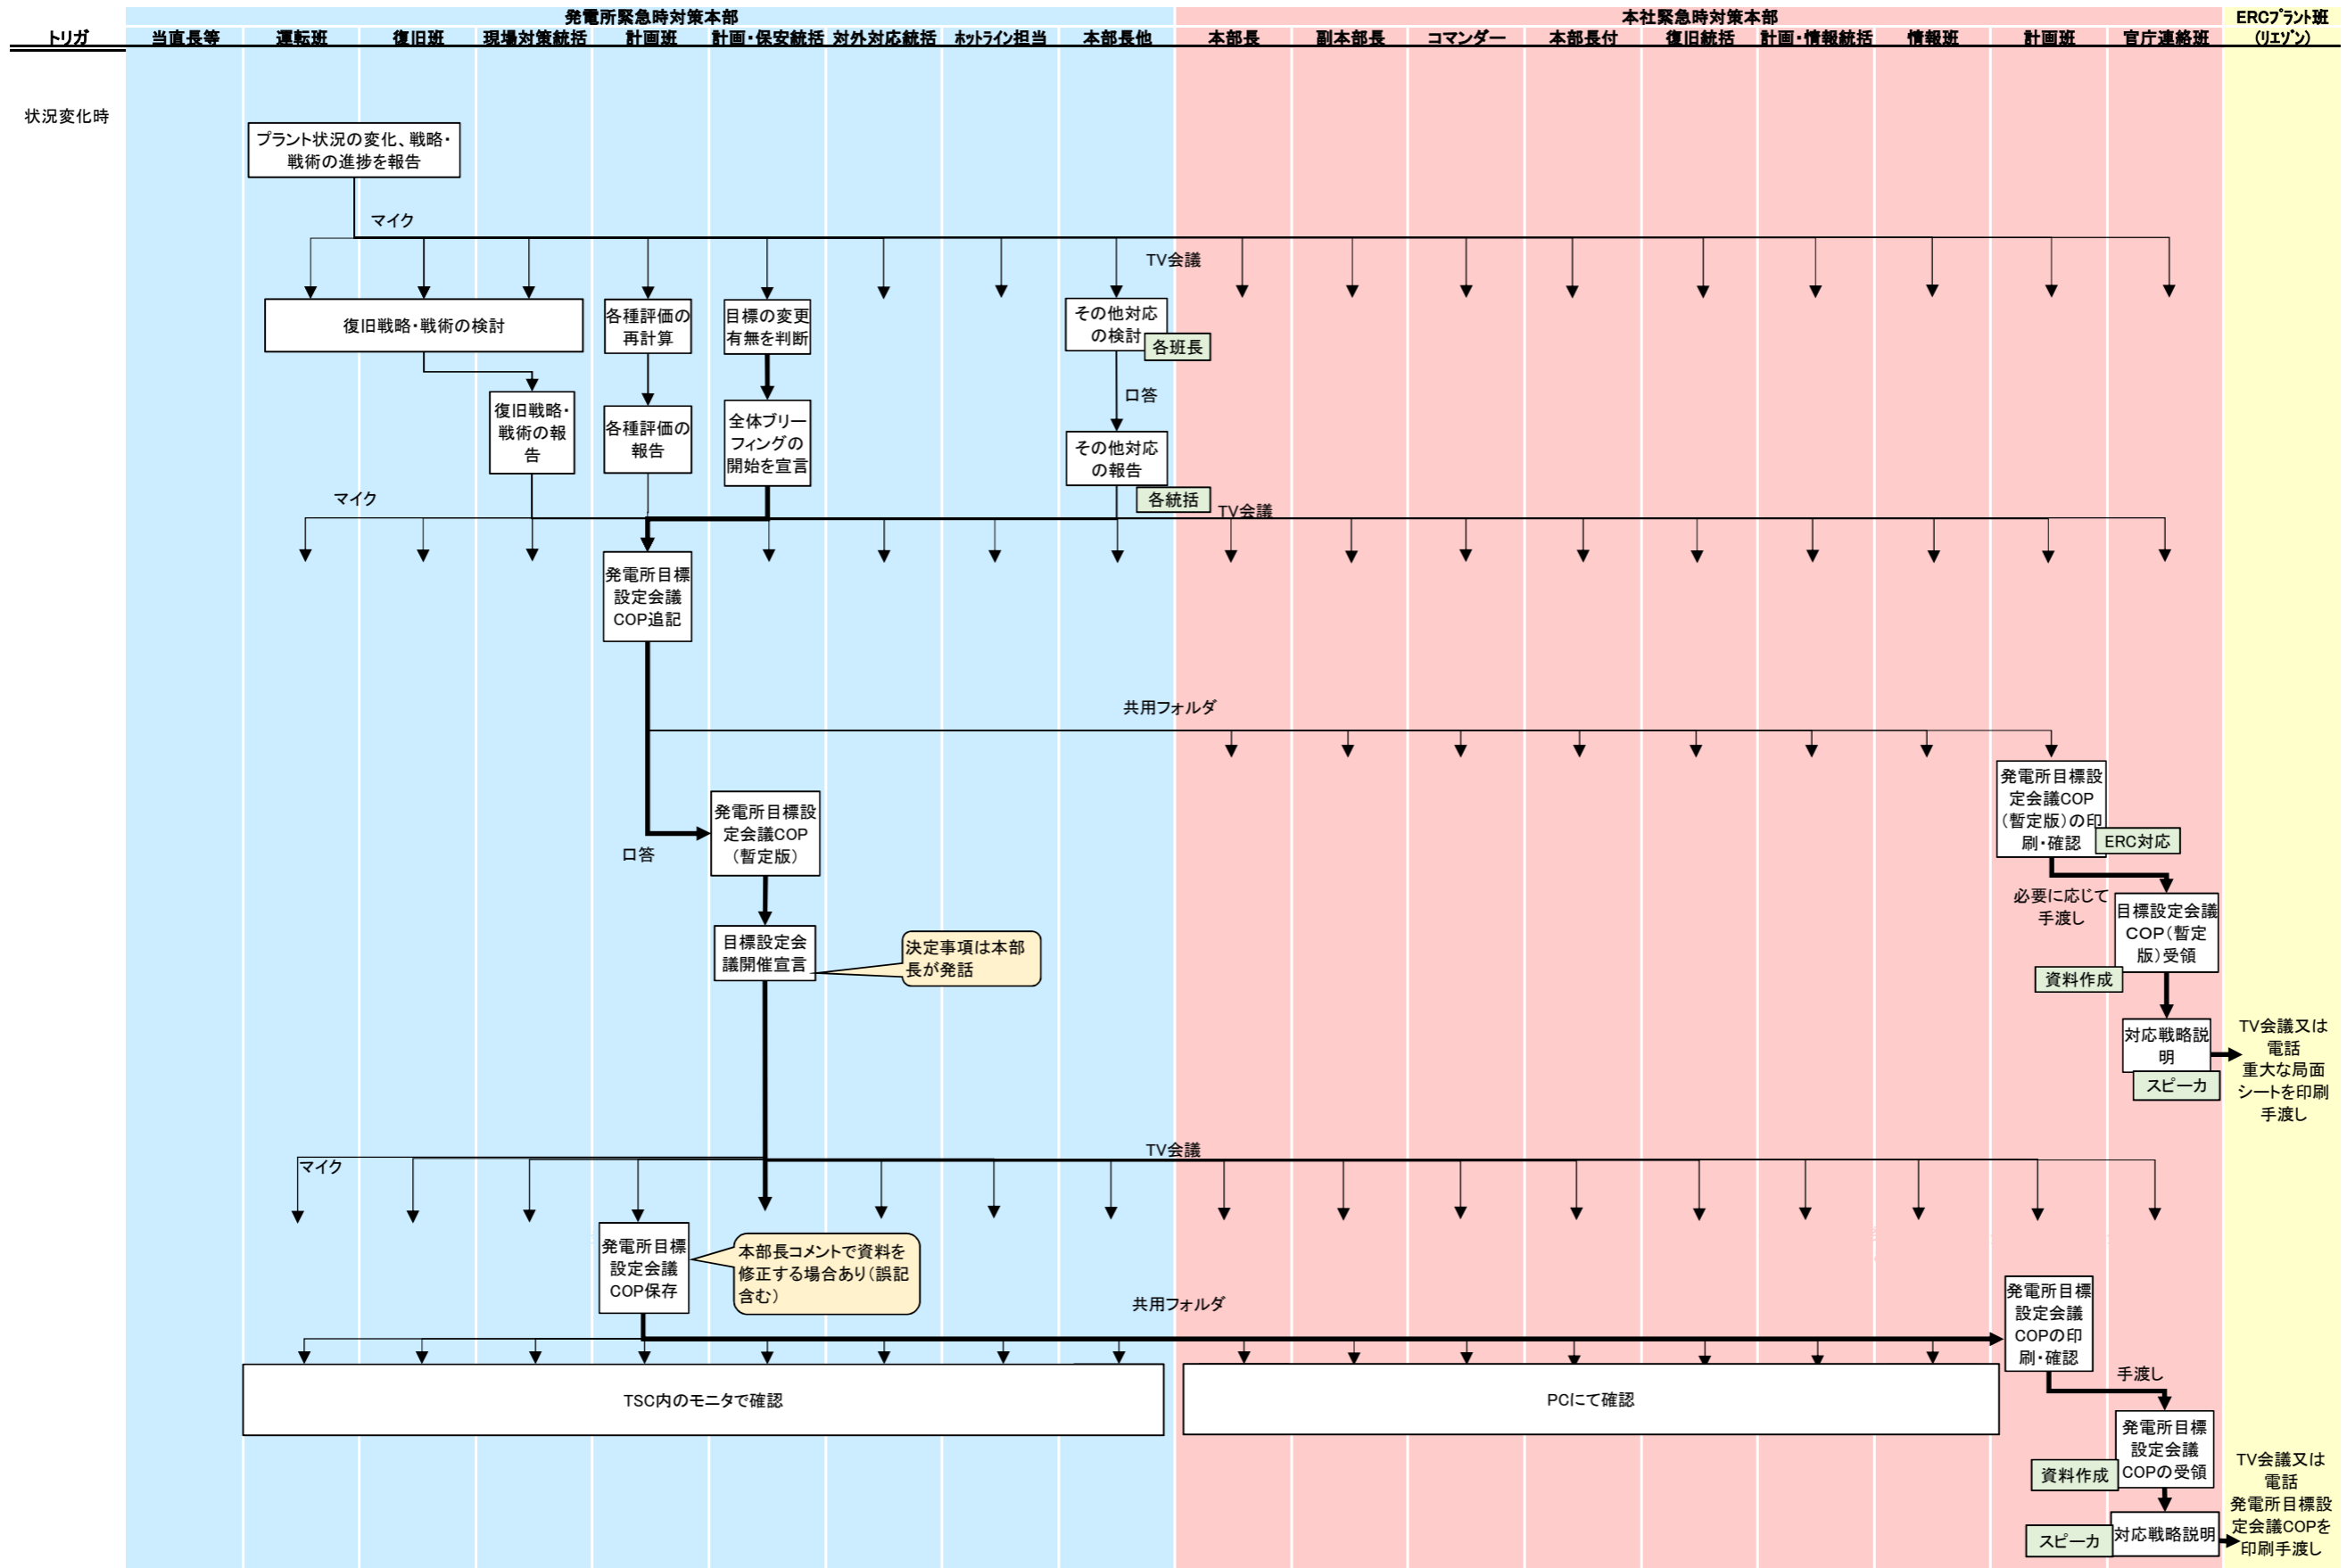 発電所緊急時対策本部
本社緊急時対策本部
ERCプラント班
(リエゾン)
トリガ
当直長等
運転班
復旧班
現場対策統括
計画班
計画・保安統括
対外対応統括
ホットライン担当
本部長他
本部長
副本部長
コマンダー
本部長付
復旧統括
計画・情報統括
情報班
計画班
官庁連絡班
状況変化時
プラント状況の変化、戦略・
戦術の進捗を報告
マイク
TV会議
復旧戦略・戦術の検討
各種評価の
再計算
目標の変更
有無を判断
その他対応
の検討
各班長
口答
復旧戦略・
戦術の報
告
各種評価の
報告
全体ブリー
フィングの
開始を宣言
その他対応
の報告
各統括
マイク
TV会議
発電所目標
設定会議
COP追記
共用フォルダ
発電所目標設
定会議COP
(暫定版)
口答
発電所目標設
定会議COP
(暫定版)の印
刷・確認
ERC対応
必要に応じて
手渡し
目標設定会議
COP(暫定
版)受領
資料作成
目標設定会
議開催宣言
決定事項は本部
長が発話
対応戦略説
明
スピーカ
TV会議又は
電話
重大な局面
シートを印刷
手渡し
マイク
TV会議
発電所目標
設定会議
COP保存
本部長コメントで資料を
修正する場合あり(誤記
含む)
共用フォルダ
発電所目標
設定会議
COPの印
刷・確認
TSC内のモニタで確認
PCにて確認
手渡し
発電所目標
設定会議
COPの受領
資料作成
対応戦略説明
スピーカ
TV会議又は
電話
発電所目標設
定会議COPを
印刷手渡し